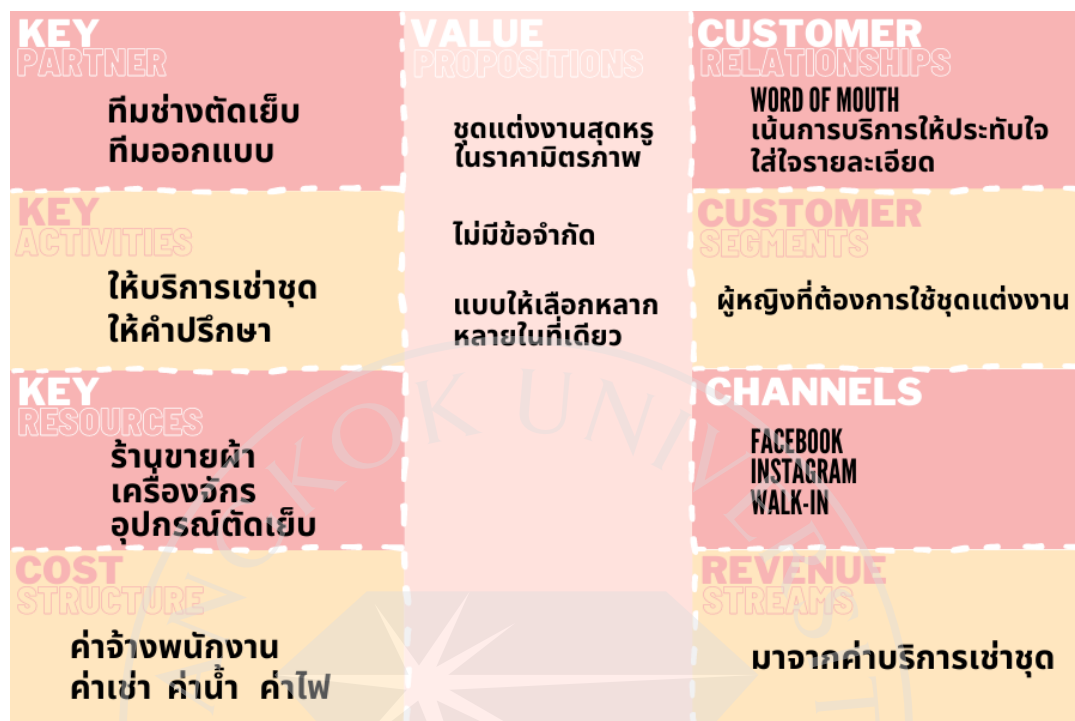 KEY
PARTNER
ทีมช่างตัดเย็บ
ทีมออกแบบ
KEY
ACTIVITIES
ให้บริการเช่าชุด
ให้คำปรึกษา
KEY
RESOURCES
ร้านขายผ้า
เครื่องจักร
อุปกรณ์ตัดเย็บ
COST
STRUCTURE
ค่าจ้างพนักงาน
ค่าเช่า ค่าน้ำ ค่าไฟ
VALUE
PROPOSITIONS
ชุดแต่งงานสุดหรู
ในราคามิตรภาพ
ไม่มีข้อจำกัด
แบบให้เลือกหลาก
หลายในที่เดียว
CUSTOMER
RELATIONSHIPS
WORD OF MOUTH
เน้นการบริการให้ประทับใจ
ใส่ใจรายละเอียด
CUSTOMER
SEGMENTS
ผู้หญิงที่ต้องการใช้ชุดแต่งงาน
CHANNELS
FACEBOOK
INSTAGRAM
WALK-IN
REVENUE
STREAMS
มาจากค่าบริการเช่าชุด
ANGKOK UNIVERSIT